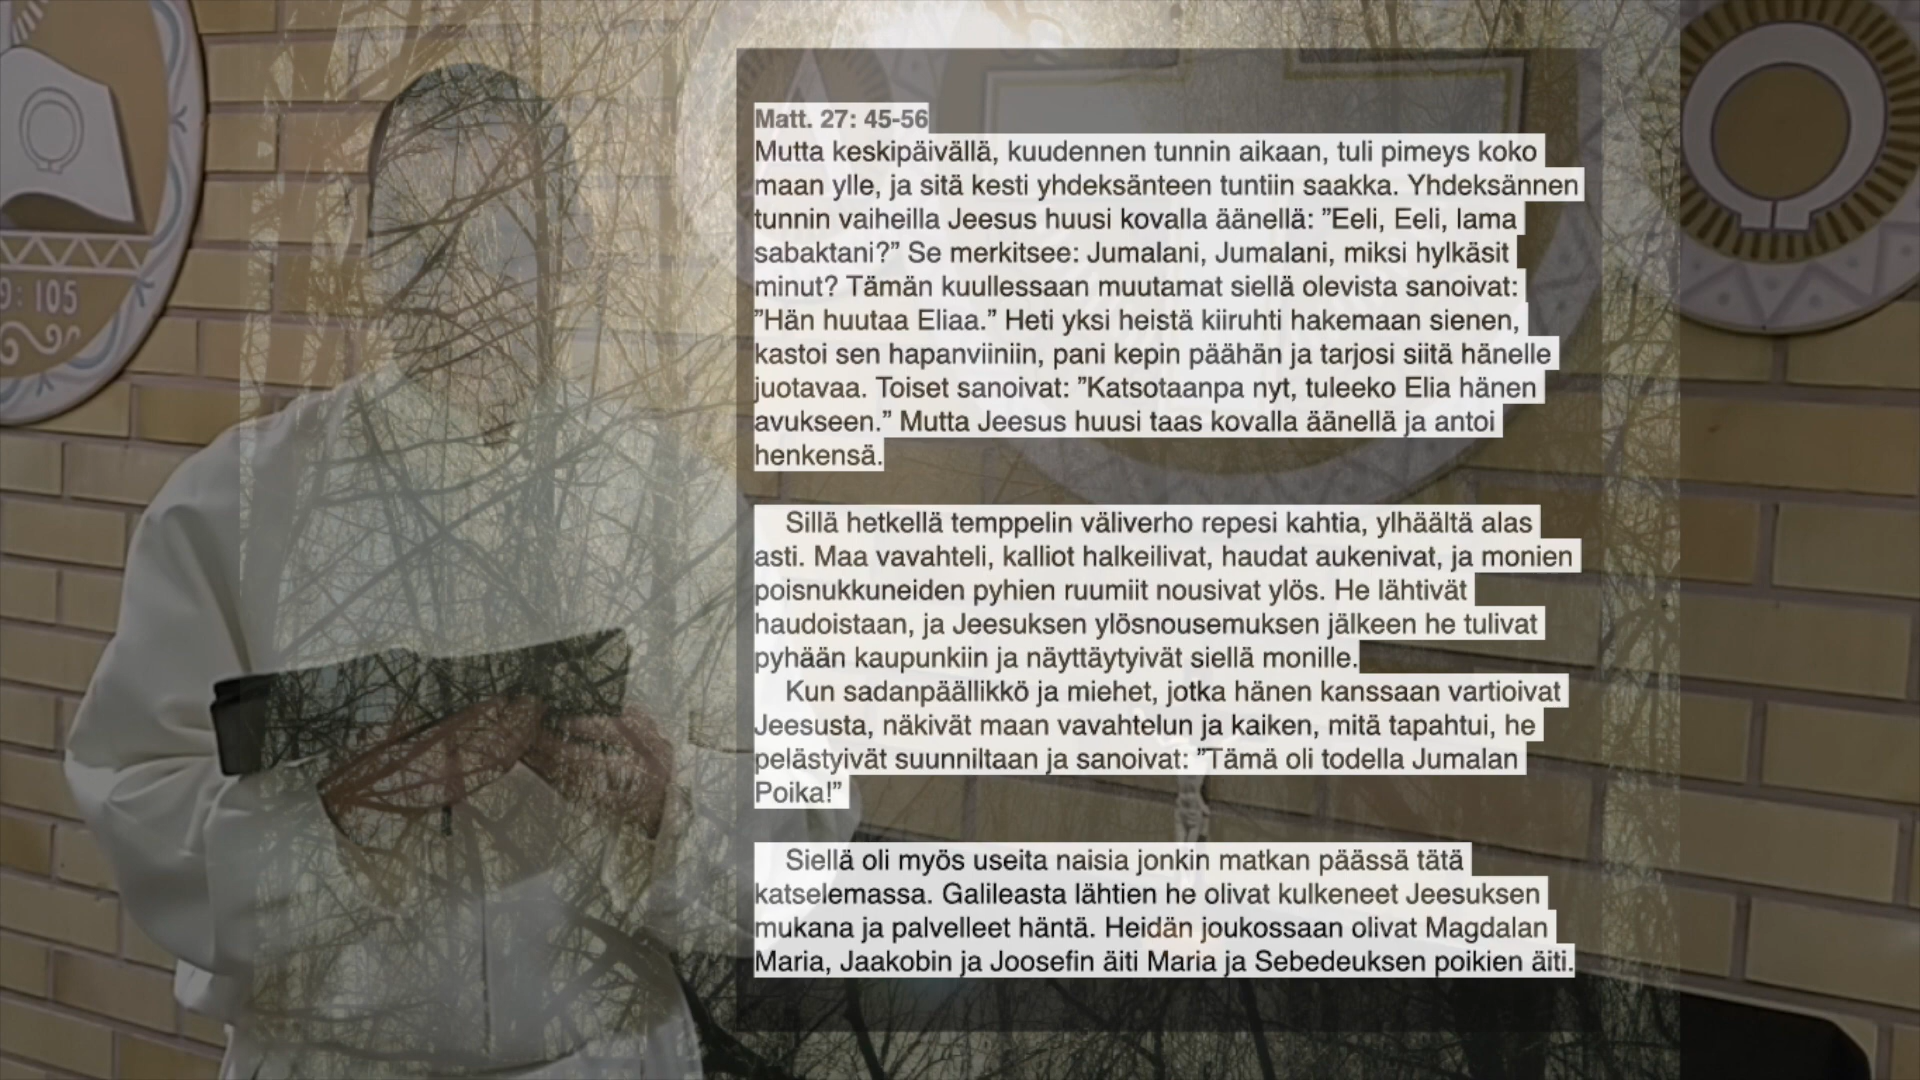 9: 105
Matt. 27: 45-56
Mutta keskipäivällä, kuudennen tunnin aikaan, tuli pimeys koko
maan ylle, ja sitä kesti yhdeksänteen tuntiin saakka. Yhdeksännen
tunnin vaiheilla Jeesus huusi kovalla äänellä: ”Eeli, Eeli, lama
sabaktani?” Se merkitsee: Jumalani, Jumalani, miksi hylkäsit
minut? Tämän kuullessaan muutamat siellä olevista sanoivat:
”Hän huutaa Eliaa.” Heti yksi heistä kiiruhti hakemaan sienen,
kastoi sen hapanviiniin, pani kepin päähän ja tarjosi siitä hänelle
juotavaa. Toiset sanoivat: ”Katsotaanpa nyt, tuleeko Elia hänen
avukseen.” Mutta Jeesus huusi taas kovalla äänellä ja antoi
henkensä.
Sillä hetkellä temppelin väliverho repesi kahtia, ylhäältä alas
asti. Maa vavahteli, kalliot halkeilivat, haudat aukenivat, ja monien
poisnukkuneiden pyhien ruumiit nousivat ylös. He lähtivät
haudoistaan, ja Jeesuksen ylösnousemuksen jälkeen he tulivat
pyhään kaupunkiin ja näyttäytyivät siellä monille.
Kun sadanpäällikkö ja miehet, jotka hänen kanssaan vartioivat
Jeesusta, näkivät maan vavahtelun ja kaiken, mitä tapahtui, he
pelästyivät suunniltaan ja sanoivat: ”Tämä oli todella Jumalan
Poika!”
Siellä oli myös useita naisia jonkin matkan päässä tätä
katselemassa. Galileasta lähtien he olivat kulkeneet Jeesuksen
mukana ja palvelleet häntä. Heidän joukossaan olivat Magdalan
Maria, Jaakobin ja Joosefin äiti Maria ja Sebedeuksen poikien äiti.